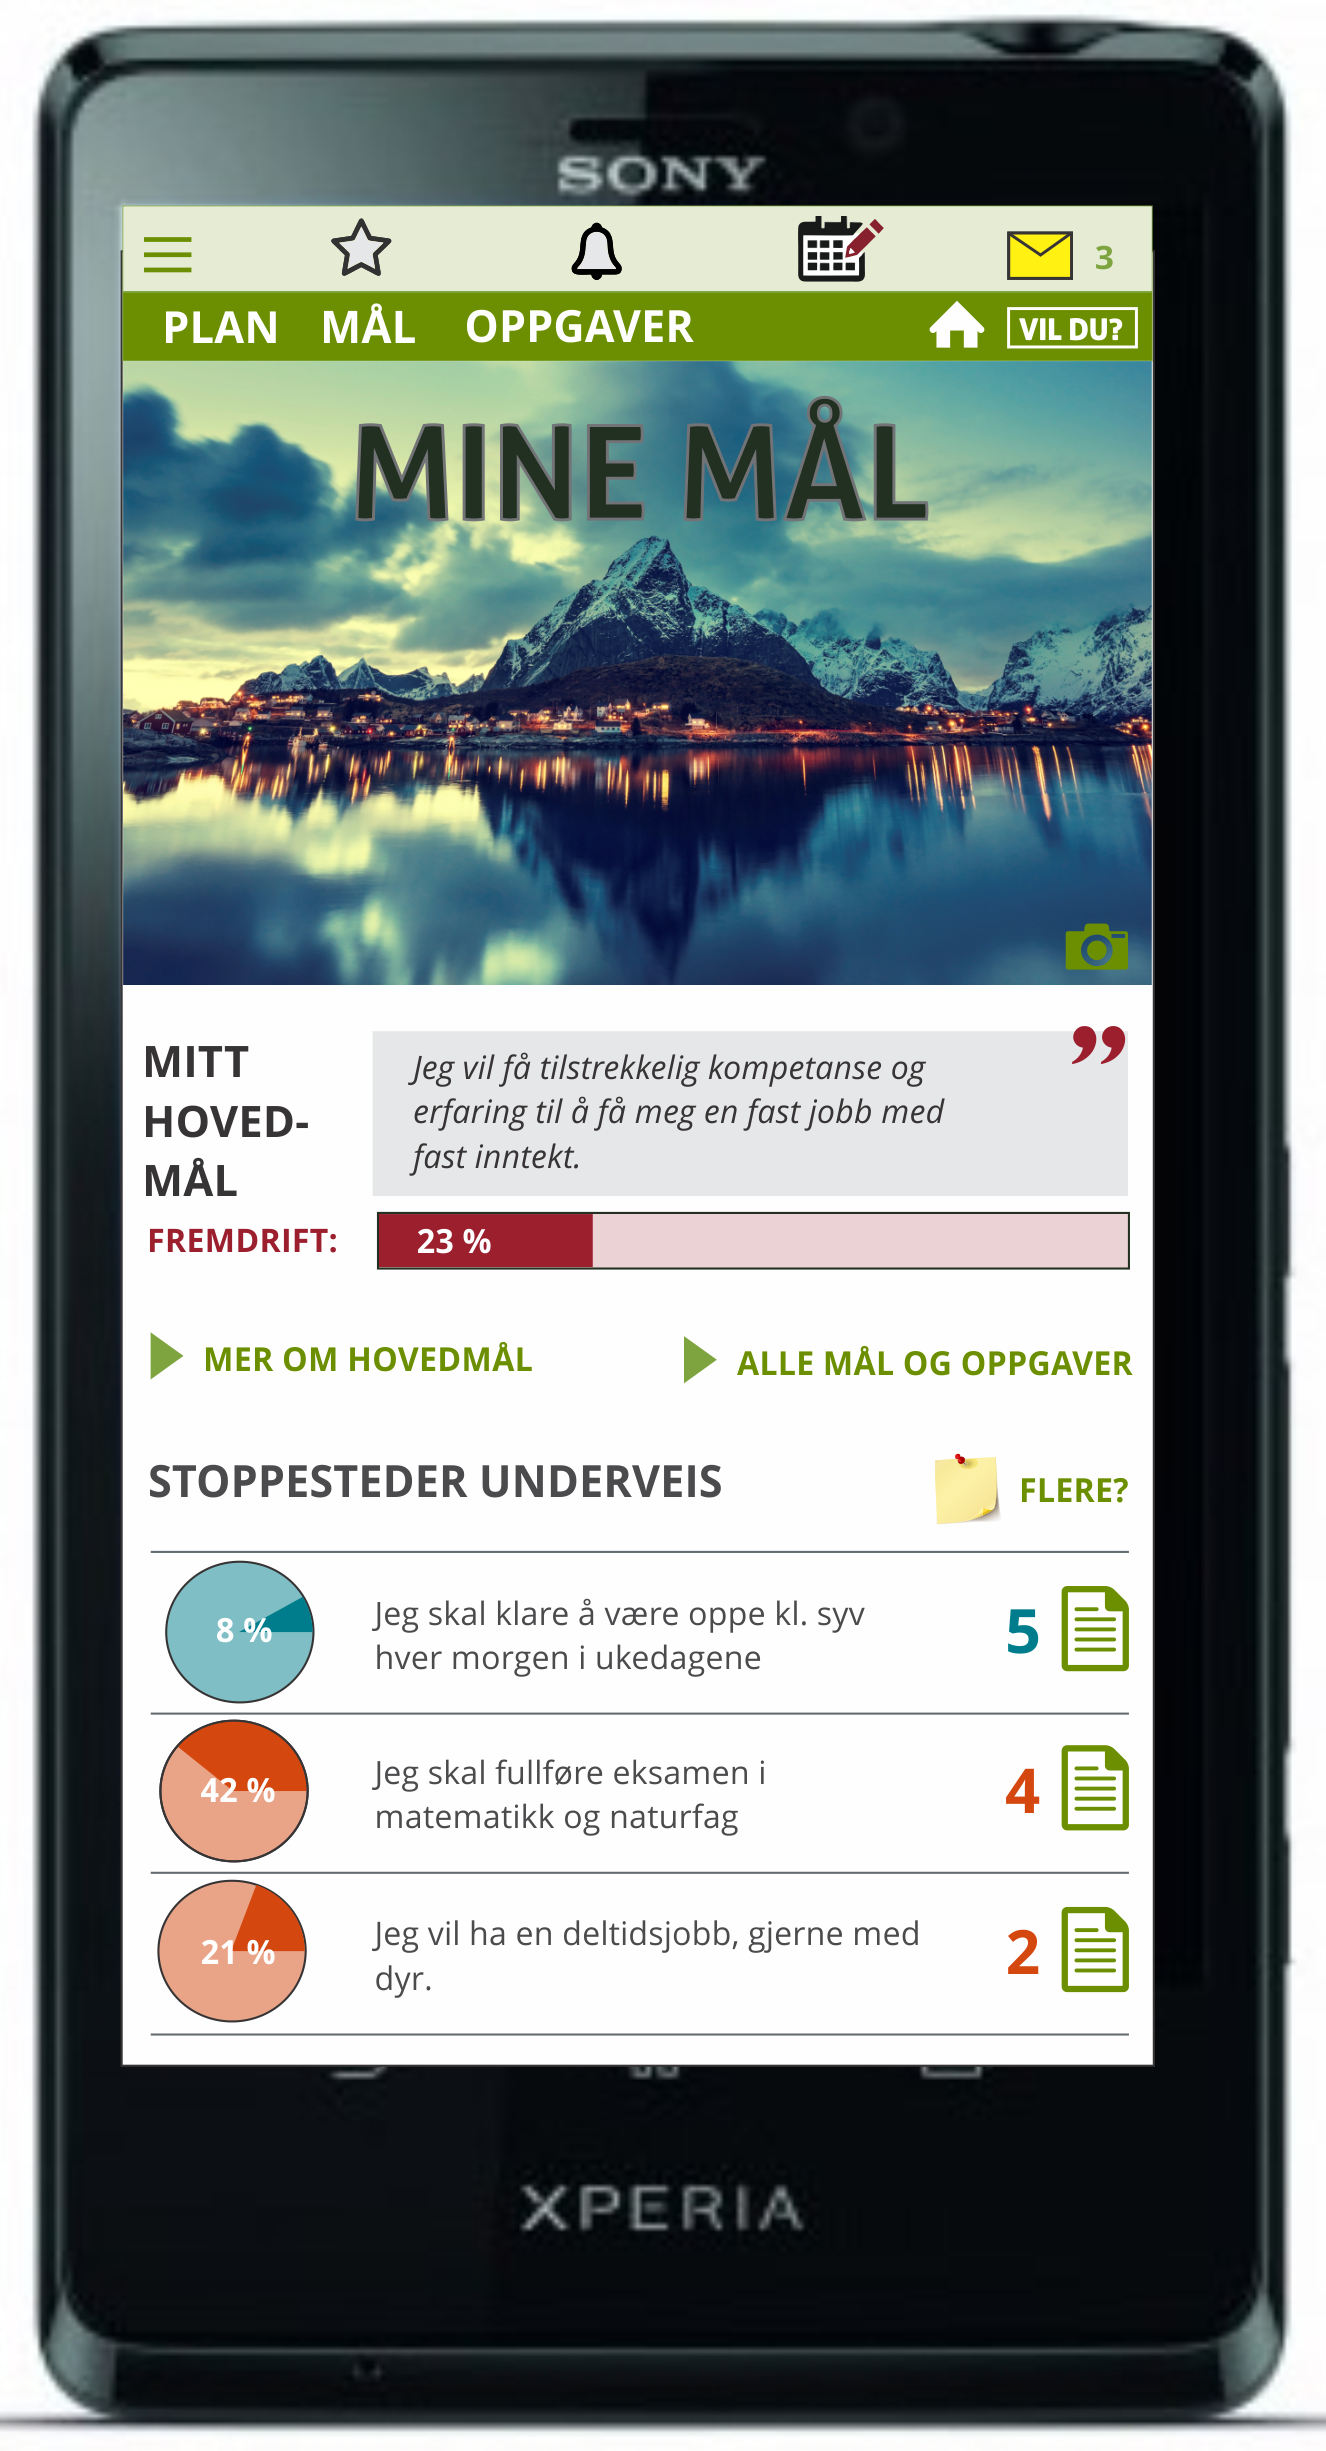 SONY
3
PLAN MÅL OPPGAVER VIL DU?
MINE MÅL
MITT
HOVED-
MÅL
Jeg vil få tilstrekkelig kompetanse og
erfaring til å få meg en fast jobb med
fast inntekt.
”
FREMDRIFT: 23 %
MER OM HOVEDMÅL
ALLE MÅL OG OPPGAVER
STOPPESTEDER UNDERVEIS
FLERE?
8 %
Jeg skal klare å være oppe kl. syv
hver morgen i ukedagene
5
42 %
Jeg skal fullføre eksamen i
matematikk og naturfag
4
21 %
Jeg vil ha en deltidsjobb, gjerne med
dyr.
2
XPERIA